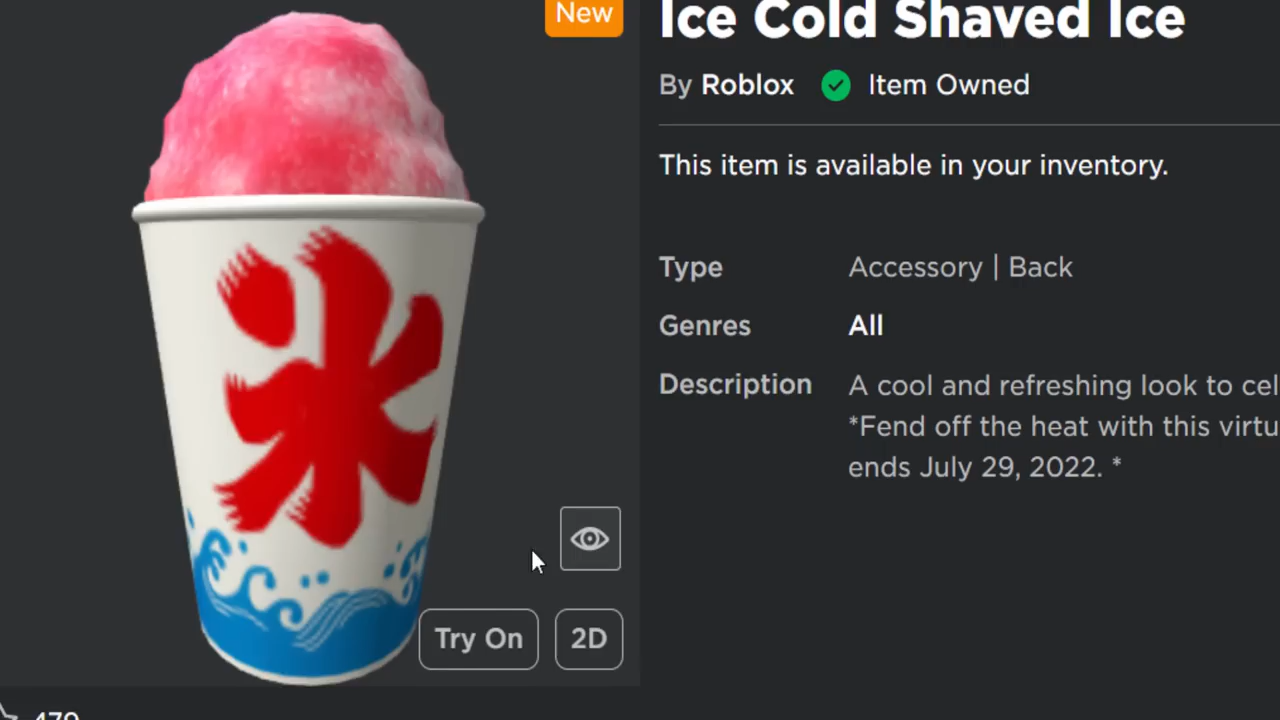 New
Ice Cold Shaved Ice
By Roblox Item Owned
This item is available in your inventory.
氷
Type Accessory | Back
Genres All
Description A cool and refreshing look to cel
*Fend off the heat with this virtu
ends July 29, 2022. *
Try On 2D
479